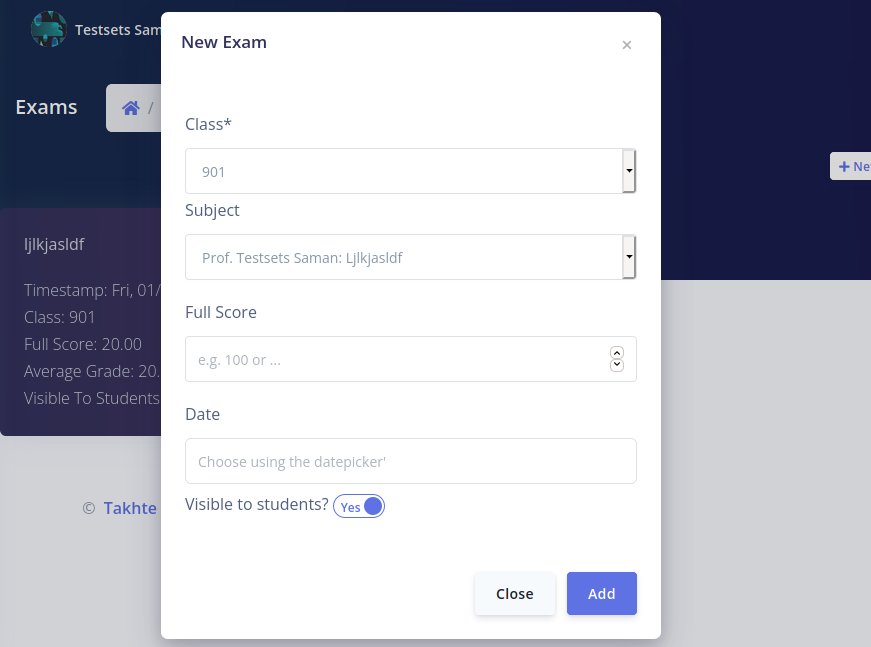 Testsets Sam
New Exam
×
Exams
/
Class*
901
+ Ne
Subject
Prof. Testsets Saman: Ljlkjasldf
ljlkjasldf
Timestamp: Fri, 01/
Class: 901
Full Score: 20.00
Average Grade: 20.
Visible To Students
Full Score
e.g. 100 or ...
Date
Choose using the datepicker'
Visible to students? Yes
© Takhte
Close
Add